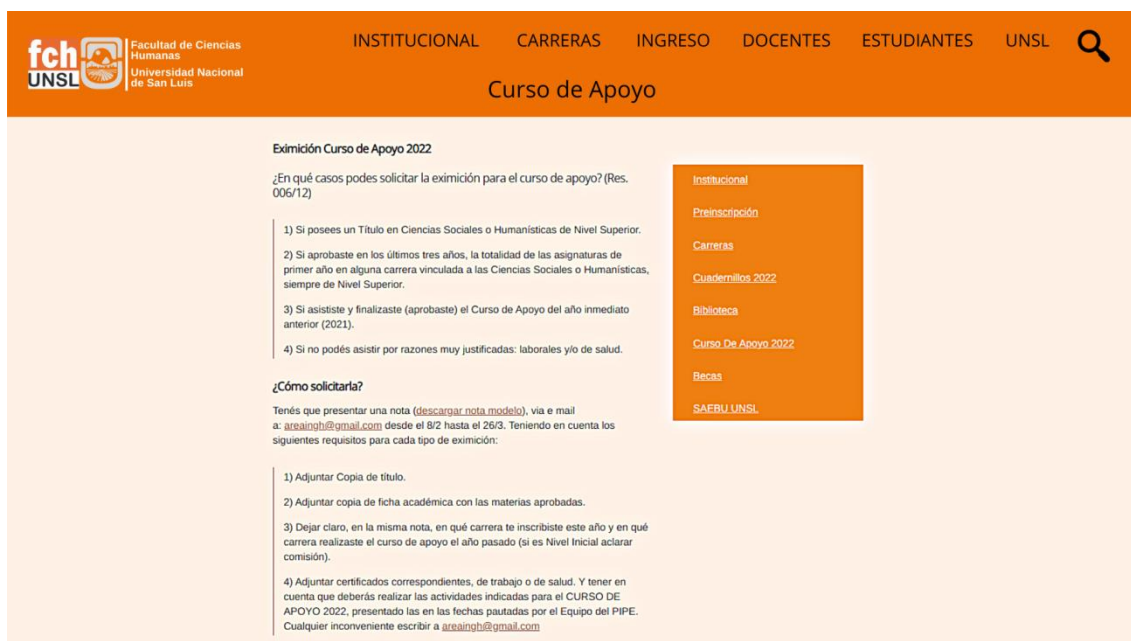 fch
UNSL
Facultad de Ciencias
Humanas
Universidad Nacional
de San Luis
INSTITUCIONAL CARRERAS INGRESO DOCENTES ESTUDIANTES UNSL
Curso de Apoyo
Eximición Curso de Apoyo 2022
¿En qué casos podes solicitar la eximición para el curso de apoyo? (Res.
006/12)
1) Si posees un Título en Ciencias Sociales o Humanísticas de Nivel Superior.
2) Si aprobaste en los últimos tres años, la totalidad de las asignaturas de
primer año en alguna carrera vinculada a las Ciencias Sociales o Humanísticas,
siempre de Nivel Superior.
3) Si asististe y finalizaste (aprobaste) el Curso de Apoyo del año inmediato
anterior (2021).
4) Si no podés asistir por razones muy justificadas: laborales y/o de salud.
¿Cómo solicitarla?
Tenés que presentar una nota (descargar nota modelo), via e mail
a: areaingh@gmail.com desde el 8/2 hasta el 26/3. Teniendo en cuenta los
siguientes requisitos para cada tipo de eximición:
1) Adjuntar Copia de título.
2) Adjuntar copia de ficha académica con las materias aprobadas.
3) Dejar claro, en la misma nota, en qué carrera te inscribiste este año y en qué
carrera realizaste el curso de apoyo el año pasado (si es Nivel Inicial aclarar
comisión).
4) Adjuntar certificados correspondientes, de trabajo o de salud. Y tener en
cuenta que deberás realizar las actividades indicadas para el CURSO DE
APOYO 2022, presentado las en las fechas pautadas por el Equipo del PIPE.
Cualquier inconveniente escribir a areaingh@gmail.com
Institucional
Preinscripción
Carreras
Cuadernillos 2022
Biblioteca
Curso De Apoyo 2022
Becas
SAEBU UNSL